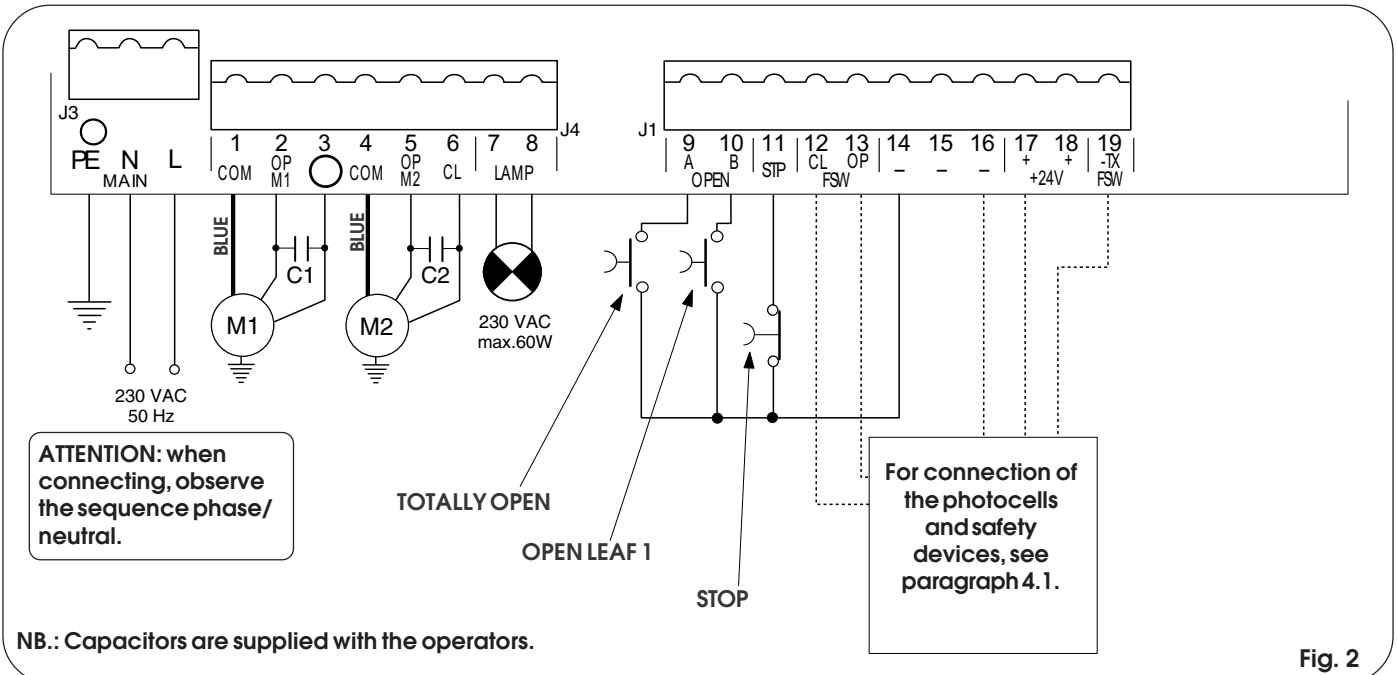 J3
J4
J1
PE N L
MAIN
1 2 3 4 5 6 7 8
COM OP M1 COM OP M2 CL LAMP
9 10 11 12 13 14 15 16 17 18 19
A B STP CL OP – – – + + -TX
OPEN FSW +24V FSW
BLUE
BLUE
C1
C2
M1
M2
230 VAC
max.60W
230 VAC
50 Hz
ATTENTION: when
connecting, observe
the sequence phase/
neutral.
TOTALLY OPEN
OPEN LEAF 1
STOP
For connection of
the photocells
and safety
devices, see
paragraph 4.1.
NB.: Capacitors are supplied with the operators.
Fig. 2